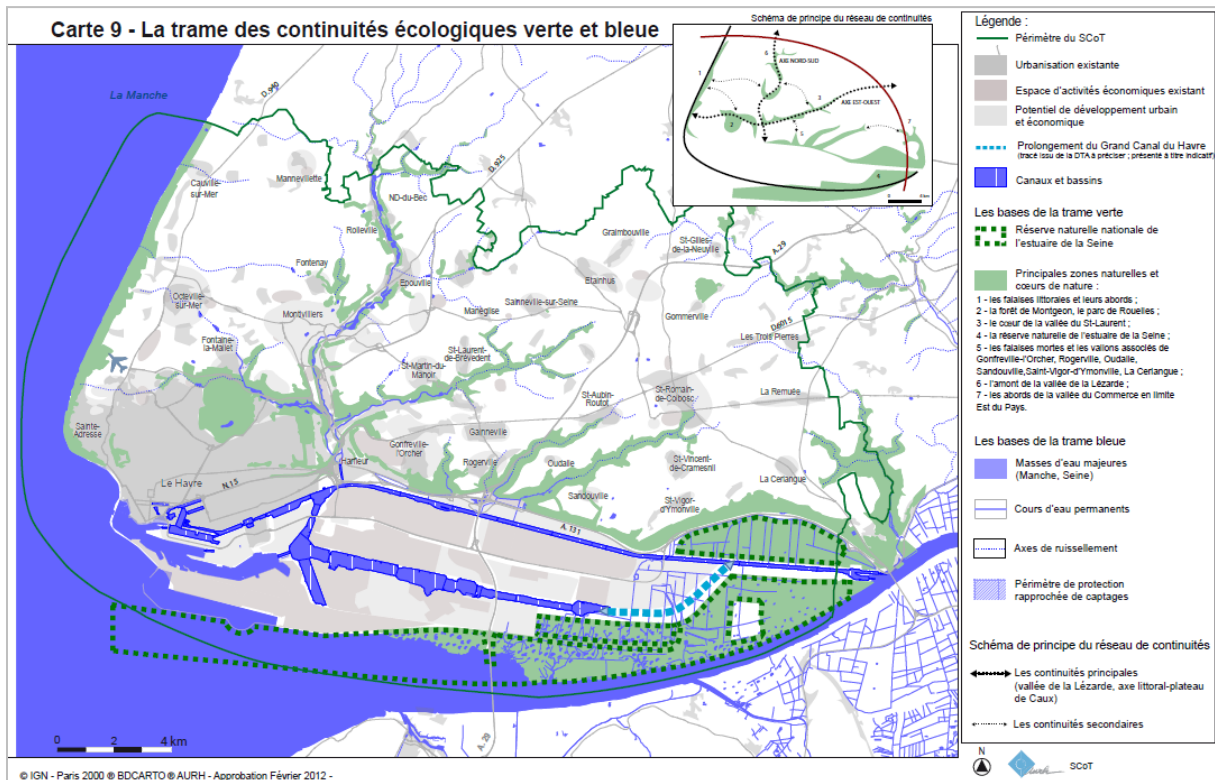 Carte 9 - La trame des continuités écologiques verte et bleue
Schéma de principe du réseau de continuités
6
AXE NORD-SUD
1
3
AXE EST-OUEST
2
5
7
4
La Manche
D.940
D.925
Cauville-
sur-Mer
Mannevillette
ND-du-Bec
Rolleville
Graimbouville
St-Gilles-
de-la-Neuville
A.29
Fontenay
Epouville
Etainhus
Octeville-
sur-Mer
Sainneville-sur-Seine
Manéglise
Montivilliers
Gommerville
D6015
Les Trois Pierres
Fontaine-
la-Mallet
St-Laurent-
de-Brèvedent
St-Martin-du-
Manoir
St-Aubin-
Routot
St-Romain-
de-Colbosc
La Remuée
Sainte-
Adresse
Gonfreville-
l'Orcher
Gainneville
Harfleur
Rogerville
Oudalle
St-Vincent-
de-Cramesnil
La Cerlangue
Le Havre
N.15
Sandouville
St-Vigor-
d'Ymonville
A.131
A.29
0 2 4 km
© IGN - Paris 2000 ® BDCARTO ® AURH - Approbation Février 2012 -
Légende :
Périmètre du SCoT
Urbanisation existante
Espace d'activités économiques existant
Potentiel de développement urbain
et économique
Prolongement du Grand Canal du Havre
(tracé issu de la DTA à préciser ; présenté à titre indicatif)
Canaux et bassins
Les bases de la trame verte
Réserve naturelle nationale de
l'estuaire de la Seine
Principales zones naturelles et
cœurs de nature :
1 - les falaises littorales et leurs abords ;
2 - la forêt de Montgeon, le parc de Rouelles ;
3 - le cœur de la vallée du St-Laurent ;
4 - la réserve naturelle de l'estuaire de la Seine ;
5 - les falaises mortes et les vallons associés de
Gonfreville-l'Orcher, Rogerville, Oudalle,
Sandouville,Saint-Vigor-d'Ymonville, La Cerlangue ;
6 - l'amont de la vallée de la Lézarde ;
7 - les abords de la vallée du Commerce en limite
Est du Pays.
Les bases de la trame bleue
Masses d'eau majeures
(Manche, Seine)
Cours d'eau permanents
Axes de ruissellement
Périmètre de protection
rapprochée de captages
Schéma de principe du réseau de continuités
Les continuités principales
(vallée de la Lézarde, axe littoral-plateau
de Caux)
Les continuités secondaires
N
aurh
SCoT